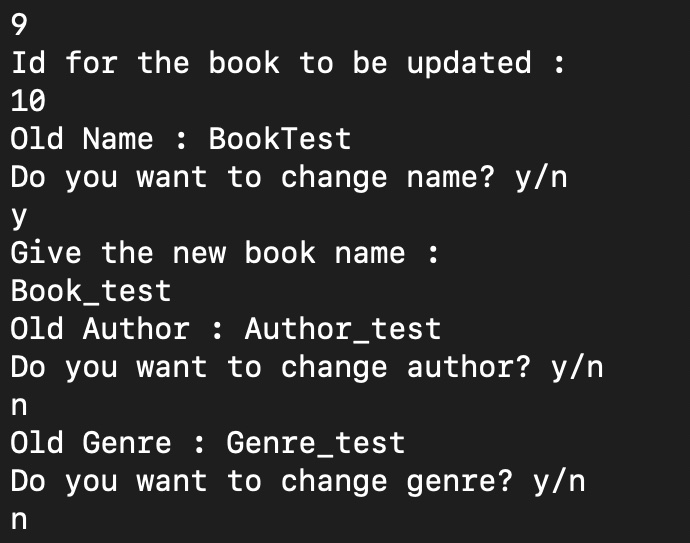 9
Id for the book to be updated :
10
Old Name : BookTest
Do you want to change name? y/n
y
Give the new book name :
Book_test
Old Author : Author_test
Do you want to change author? y/n
n
Old Genre : Genre_test
Do you want to change genre? y/n
n